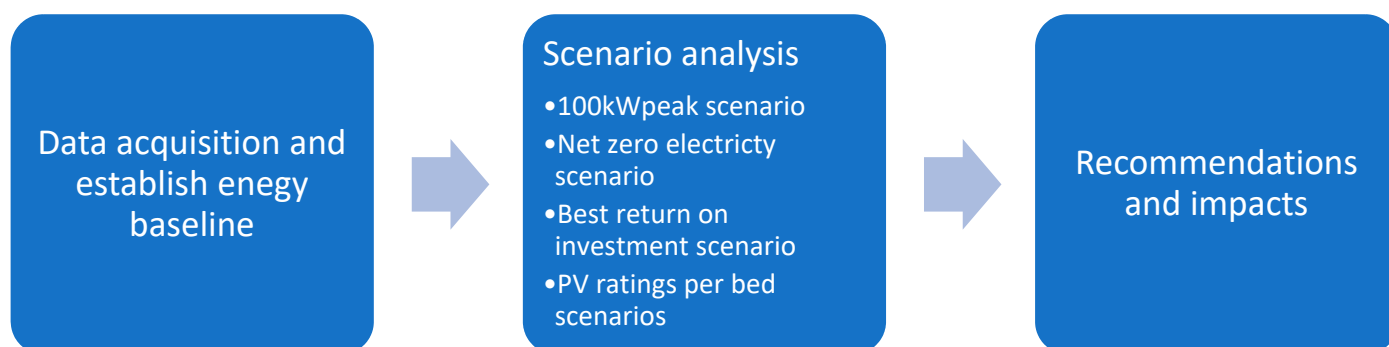 Data acquisition and
establish enegy
baseline
Scenario analysis
•100kWpeak scenario
•Net zero electricty
scenario
•Best return on
investment scenario
•PV ratings per bed
scenarios
Recommendations
and impacts